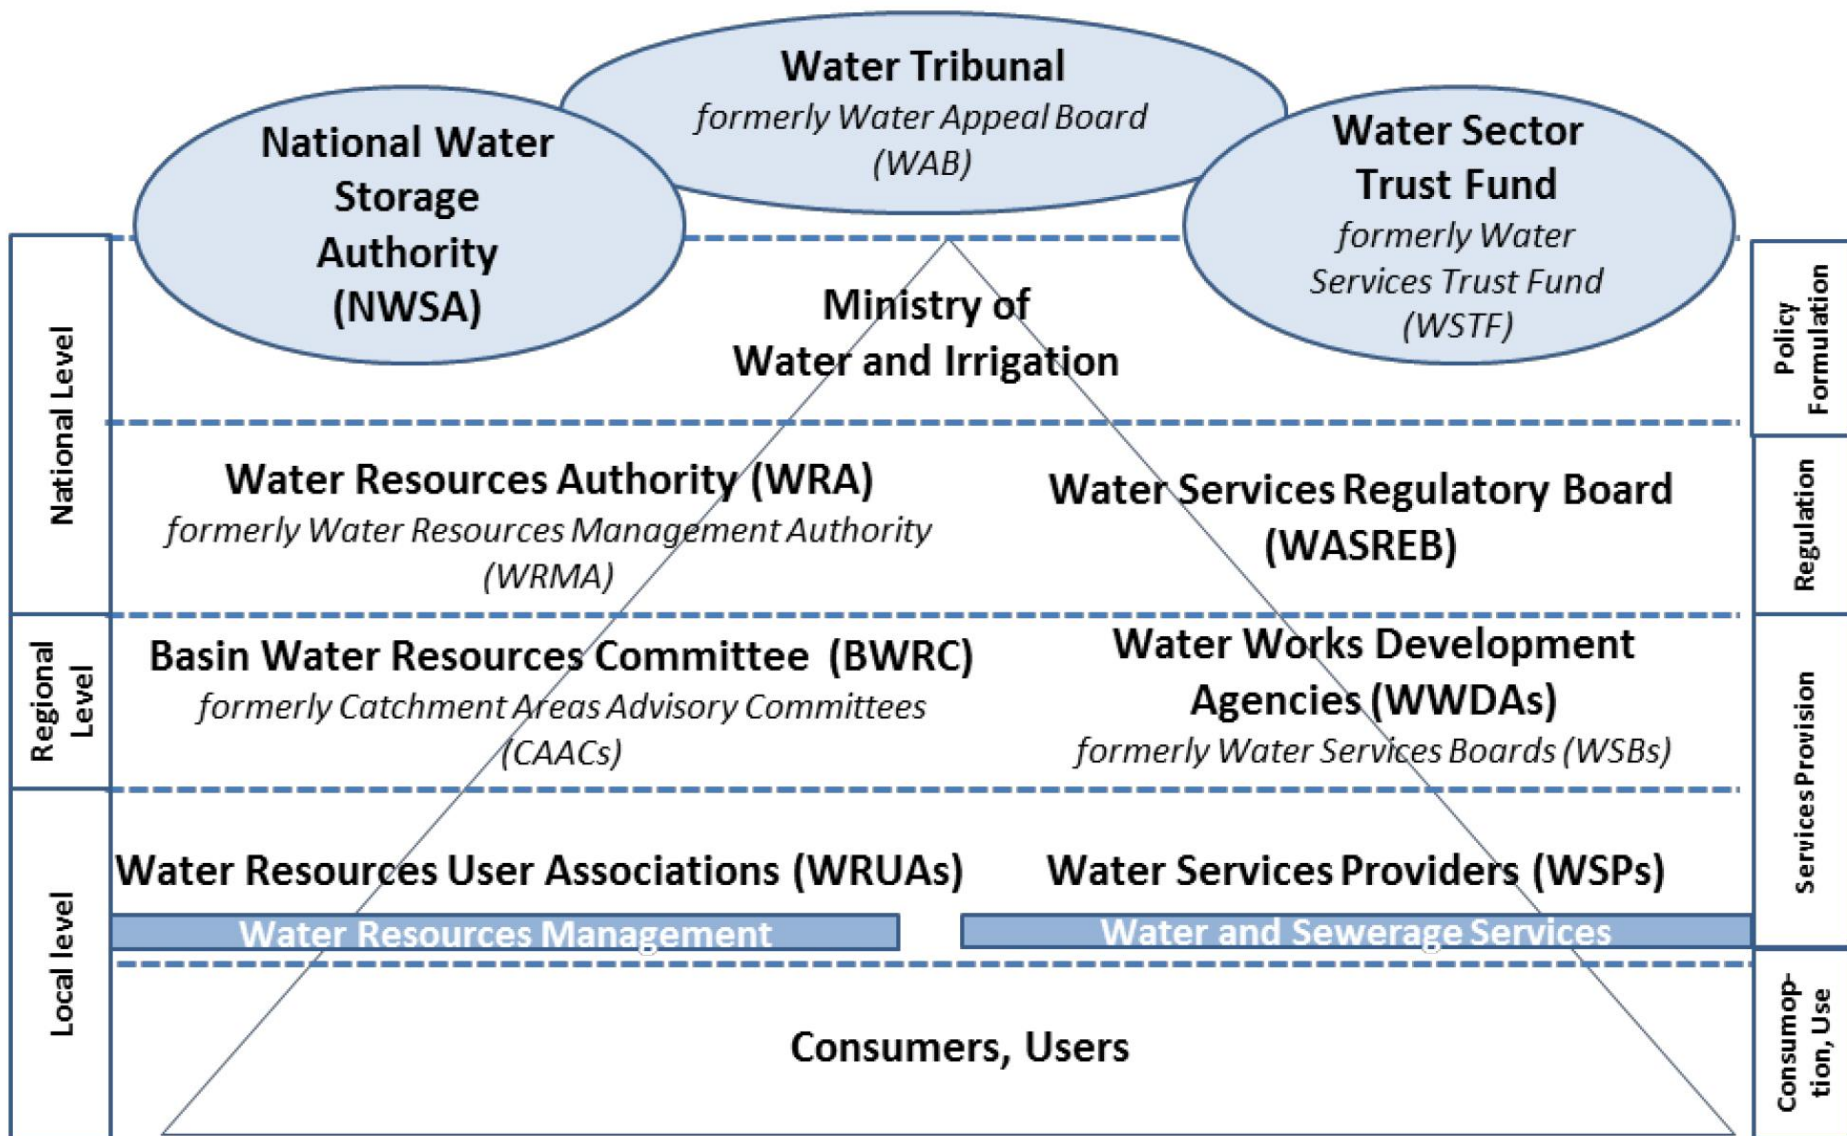 Water Tribunal
formerly Water Appeal Board
(WAB)
National Water
Storage
Authority
(NWSA)
Water Sector
Trust Fund
formerly Water
Services Trust Fund
(WSTF)
National Level
Ministry of
Water and Irrigation
Policy
Formulation
Water Resources Authority (WRA)
formerly Water Resources Management Authority
(WRMA)
Water Services Regulatory Board
(WASREB)
Regulation
Regional
Level
Basin Water Resources Committee (BWRC)
formerly Catchment Areas Advisory Committees
(CAACs)
Water Works Development
Agencies (WWDAs)
formerly Water Services Boards (WSBs)
Services Provision
Local level
Water Resources User Associations (WRUAs)
Water Services Providers (WSPs)
Water Resources Management
Water and Sewerage Services
Consumers, Users
Consumop-
tion, Use